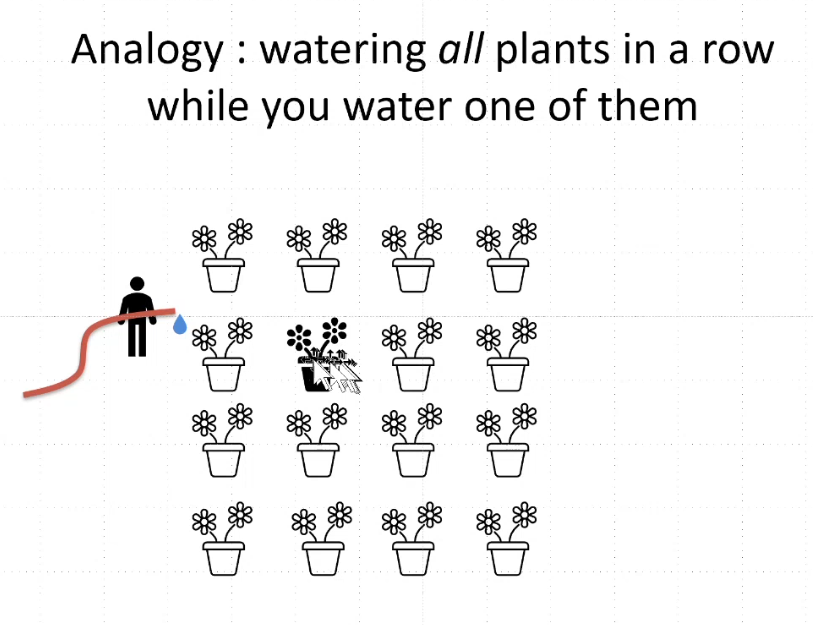 Analogy : watering all plants in a row
while you water one of them